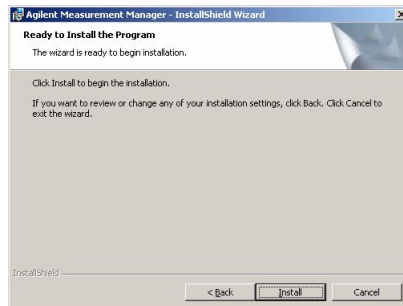 Agilent Measurement Manager - InstallShield Wizard
Ready to Install the Program
The wizard is ready to begin installation.
Click Install to begin the installation.
If you want to review or change any of your installation settings, click Back. Click Cancel to
exit the wizard.
InstallShield
< Back Install Cancel